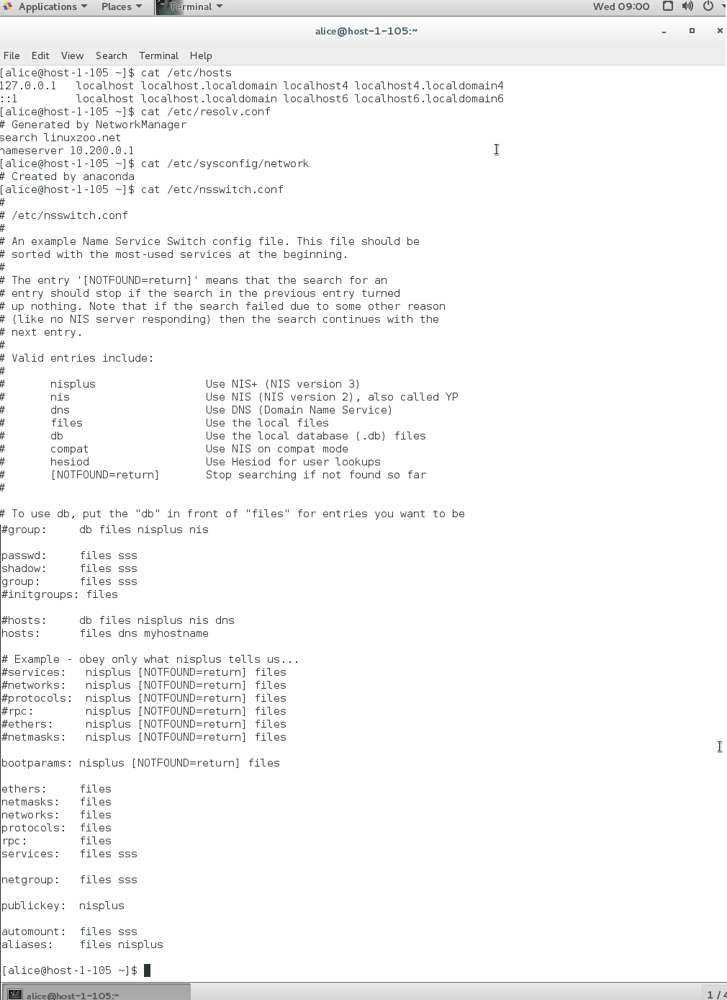 Applications Places Terminal Wed 09:00
alice@host-1-105:~
File Edit View Search Terminal Help
[alice@host-1-105 ~]$ cat /etc/hosts
127.0.0.1   localhost localhost.localdomain localhost4 localhost4.localdomain4
::1         localhost localhost.localdomain localhost6 localhost6.localdomain6
[alice@host-1-105 ~]$ cat /etc/resolv.conf
# Generated by NetworkManager
search linuxzoo.net
nameserver 10.200.0.1
[alice@host-1-105 ~]$ cat /etc/sysconfig/network
# Created by anaconda
[alice@host-1-105 ~]$ cat /etc/nsswitch.conf
#
# /etc/nsswitch.conf
#
# An example Name Service Switch config file. This file should be
# sorted with the most-used services at the beginning.
#
# The entry '[NOTFOUND=return]' means that the search for an
# entry should stop if the search in the previous entry turned
# up nothing. Note that if the search failed due to some other reason
# (like no NIS server responding) then the search continues with the
# next entry.
#
# Valid entries include:
#
#       nisplus                 Use NIS+ (NIS version 3)
#       nis                     Use NIS (NIS version 2), also called YP
#       dns                     Use DNS (Domain Name Service)
#       files                   Use the local files
#       db                      Use the local database (.db) files
#       compat                  Use NIS on compat mode
#       hesiod                  Use Hesiod for user lookups
#       [NOTFOUND=return]       Stop searching if not found so far
#
# To use db, put the "db" in front of "files" for entries you want to be
#group:     db files nisplus nis
passwd:     files sss
shadow:     files sss
group:      files sss
#initgroups: files
#hosts:     db files nisplus nis dns
hosts:      files dns myhostname
# Example - obey only what nisplus tells us...
#services:   nisplus [NOTFOUND=return] files
#networks:   nisplus [NOTFOUND=return] files
#protocols:  nisplus [NOTFOUND=return] files
#rpc:        nisplus [NOTFOUND=return] files
#ethers:     nisplus [NOTFOUND=return] files
#netmasks:   nisplus [NOTFOUND=return] files
bootparams: nisplus [NOTFOUND=return] files
ethers:     files
netmasks:   files
networks:   files
protocols:  files
rpc:        files
services:   files sss
netgroup:   files sss
publickey:  nisplus
automount:  files sss
aliases:    files nisplus
[alice@host-1-105 ~]$
alice@host-1-105:~ 1 / 4